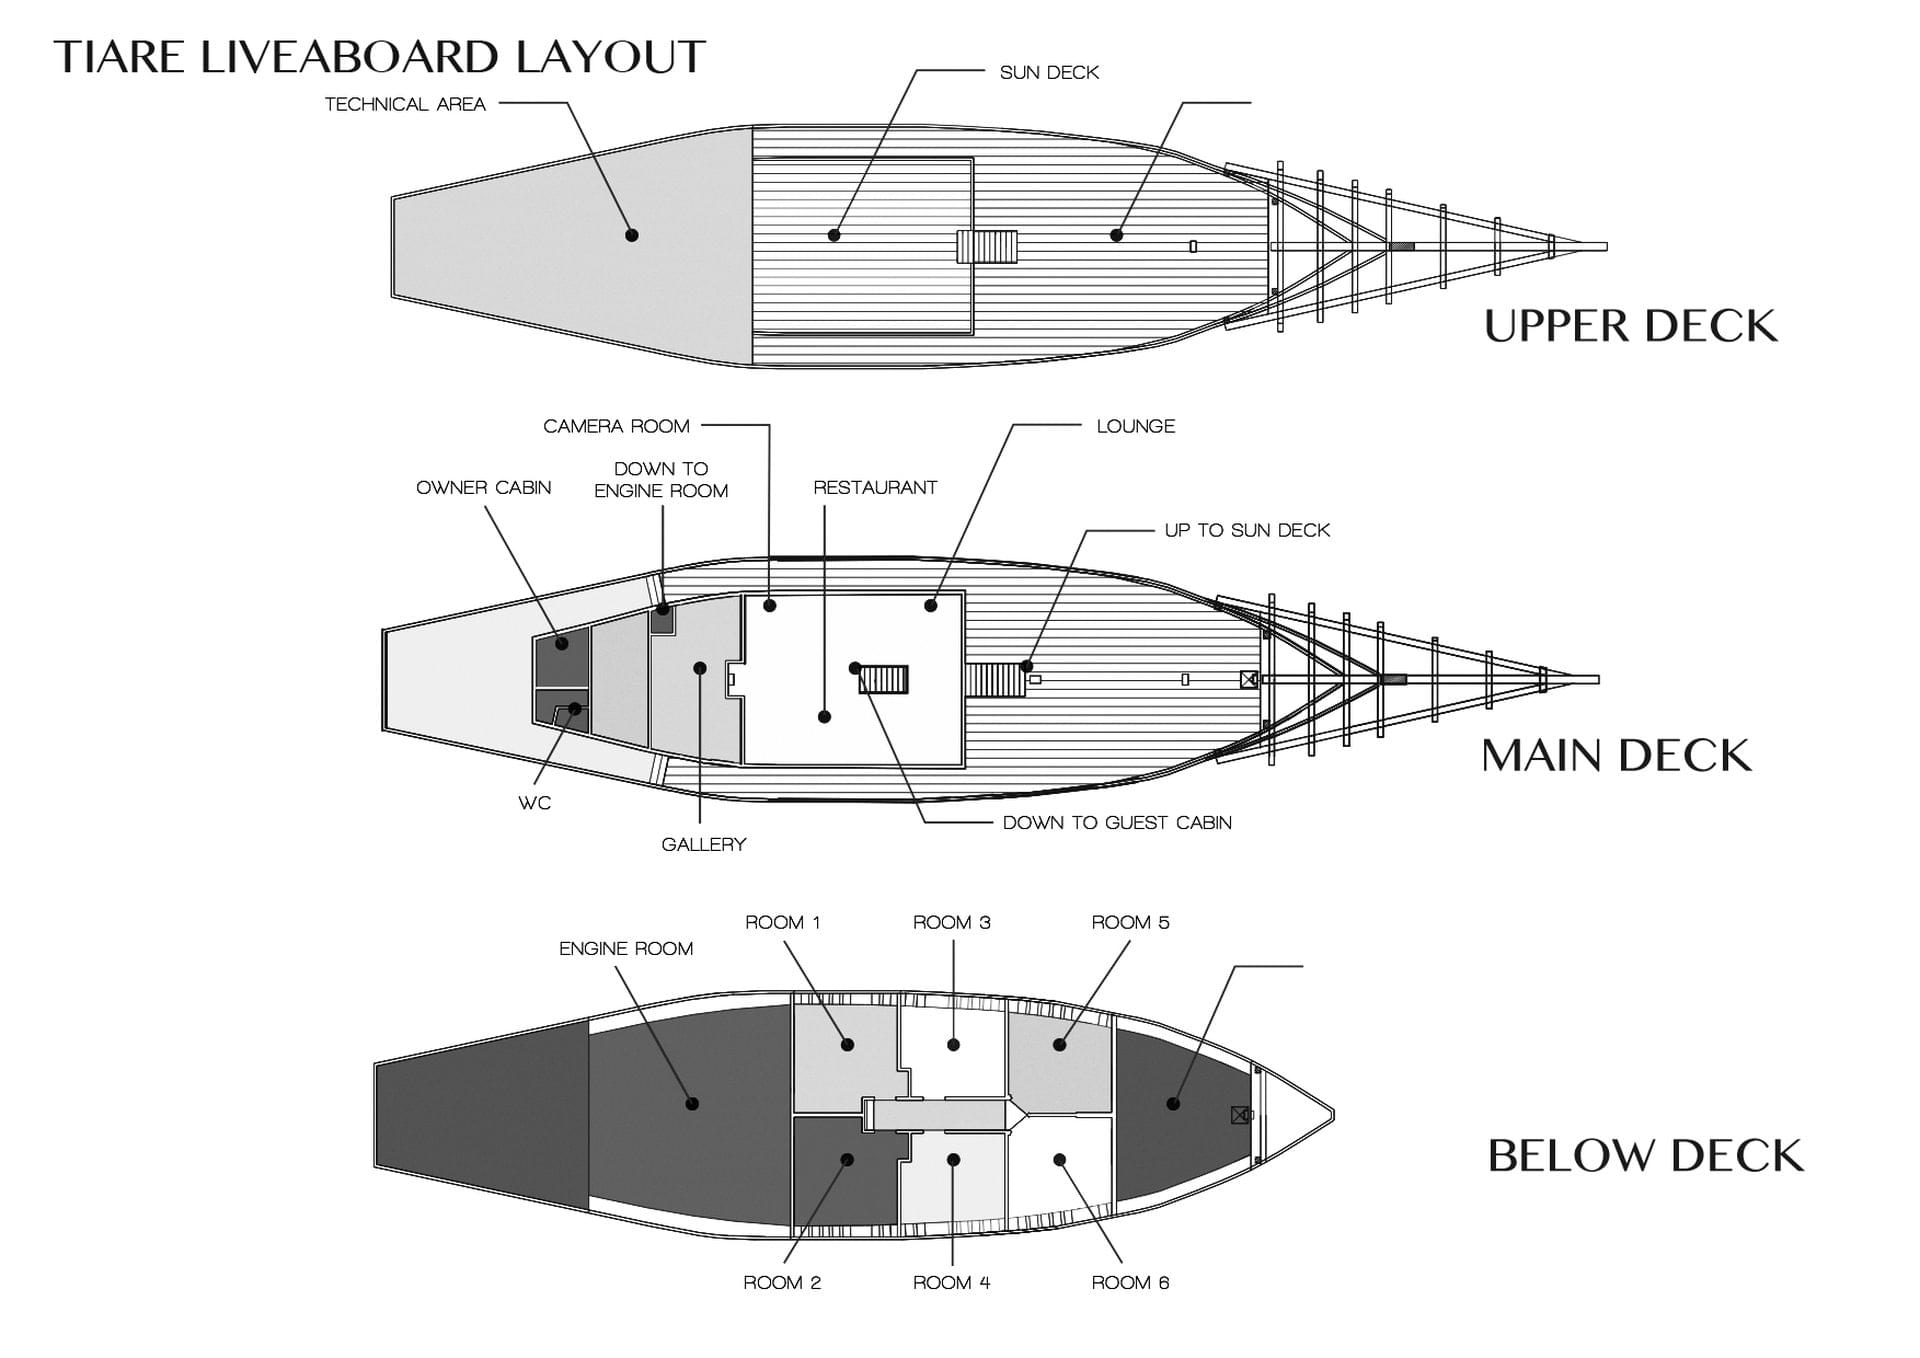 TIARE LIVEABOARD LAYOUT
SUN DECK
TECHNICAL AREA
UPPER DECK
CAMERA ROOM
LOUNGE
DOWN TO
ENGINE ROOM
OWNER CABIN
RESTAURANT
UP TO SUN DECK
MAIN DECK
WC
DOWN TO GUEST CABIN
GALLERY
ROOM 1
ROOM 3
ROOM 5
ENGINE ROOM
BELOW DECK
ROOM 2
ROOM 4
ROOM 6